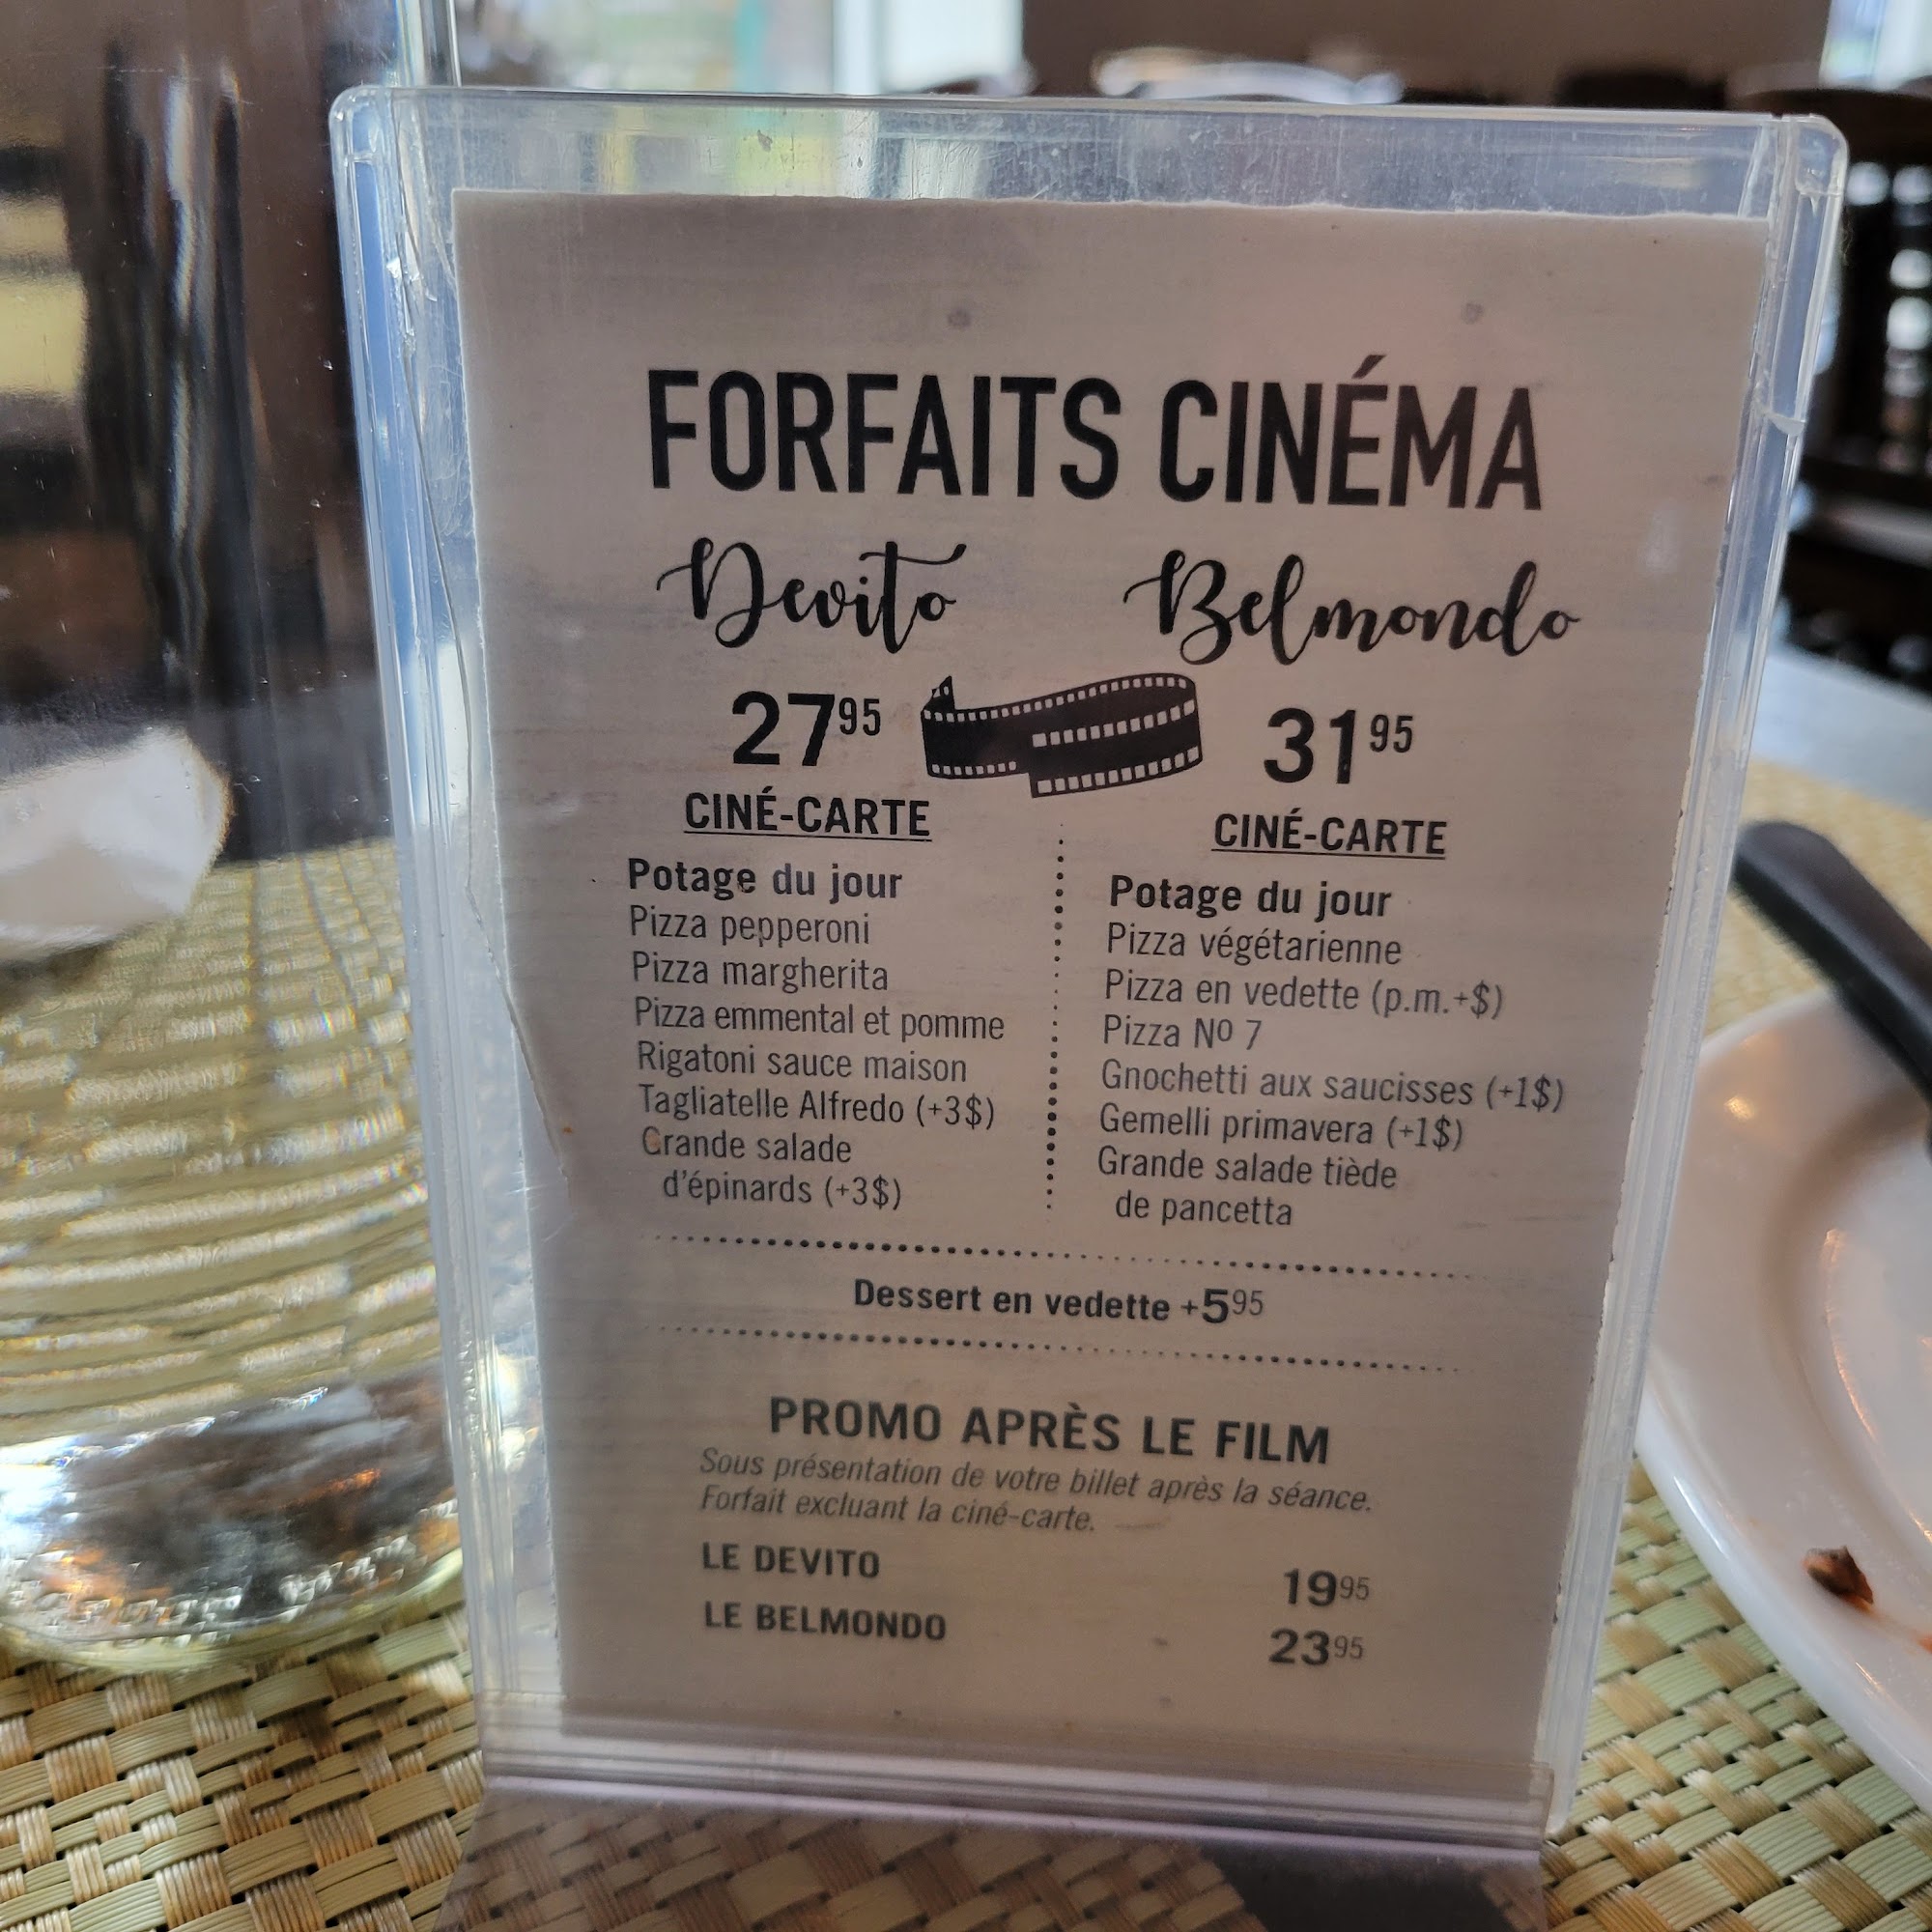 FORFAITS CINÉMA
Devito
Belmondo
2795
3195
CINÉ-CARTE
Potage du jour
Pizza pepperoni
Pizza margherita
Pizza emmental et pomme
Rigatoni sauce maison
Tagliatelle Alfredo (+3$)
Grande salade
d'épinards (+3$)
CINÉ-CARTE
Potage du jour
Pizza végétarienne
Pizza en vedette (p.m.+$)
Pizza Nº 7
Gnochetti aux saucisses (+1$)
Gemelli primavera (+1$)
Grande salade tiède
de pancetta
Dessert en vedette +595
PROMO APRÈS LE FILM
Sous présentation de votre billet après la séance.
Forfait excluant la ciné-carte.
LE DEVITO 1995
LE BELMONDO 2395